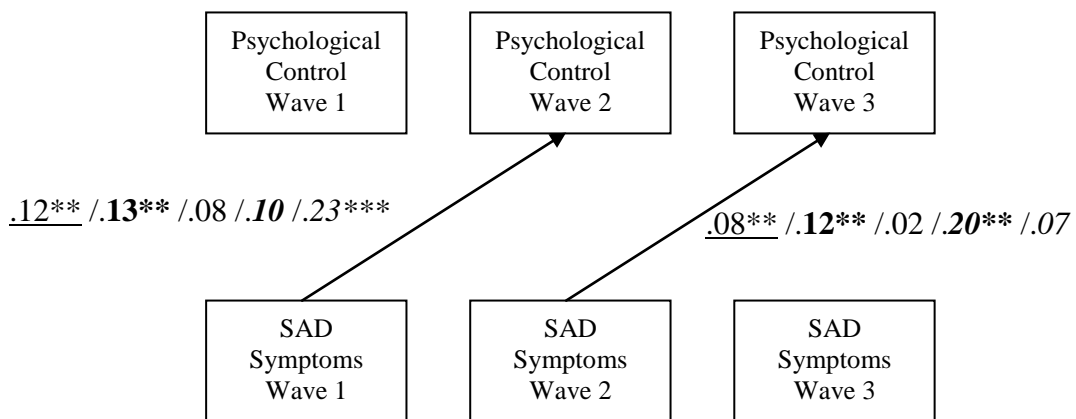 Psychological
Control
Wave 1
Psychological
Control
Wave 2
Psychological
Control
Wave 3
.12** /.13** /.08 /.10 /.23***
.08** /.12** /.02 /.20** /.07
SAD
Symptoms
Wave 1
SAD
Symptoms
Wave 2
SAD
Symptoms
Wave 3